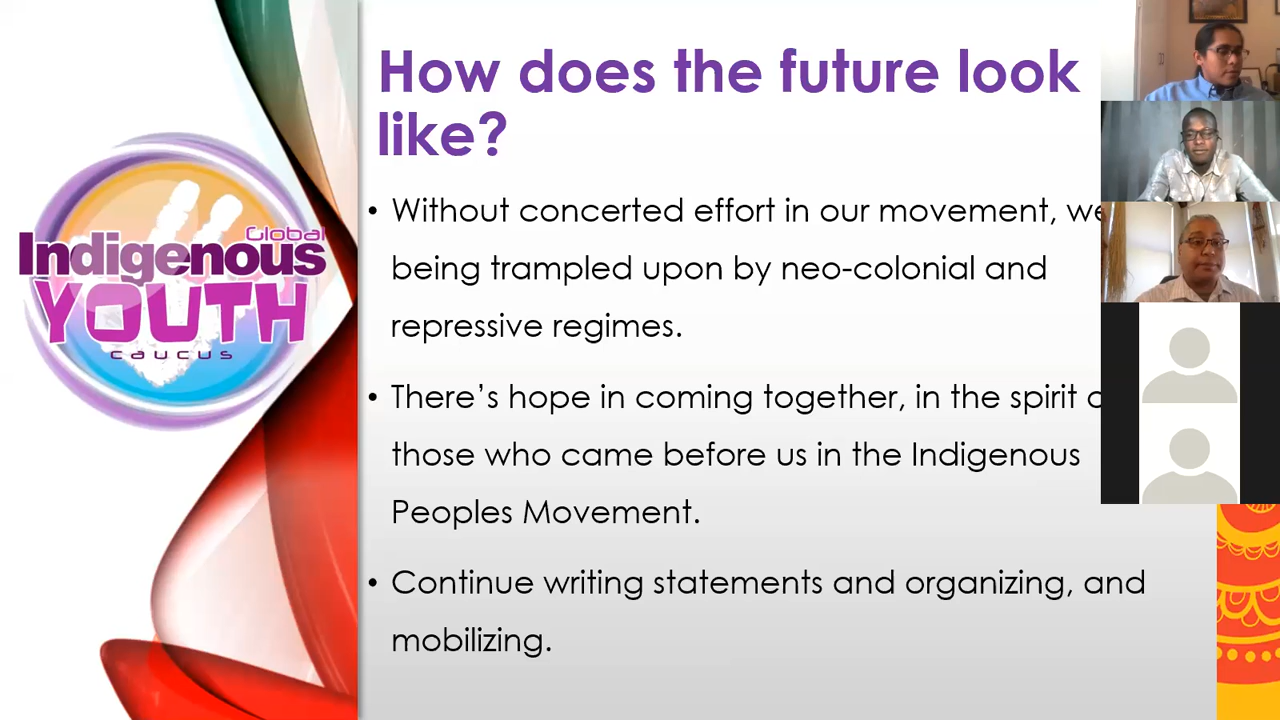 How does the future look
like?
Global
Indigenous
YOUTH
caucus
• Without concerted effort in our movement, we
being trampled upon by neo-colonial and
repressive regimes.
• There’s hope in coming together, in the spirit
those who came before us in the Indigenous
Peoples Movement.
• Continue writing statements and organizing, and
mobilizing.